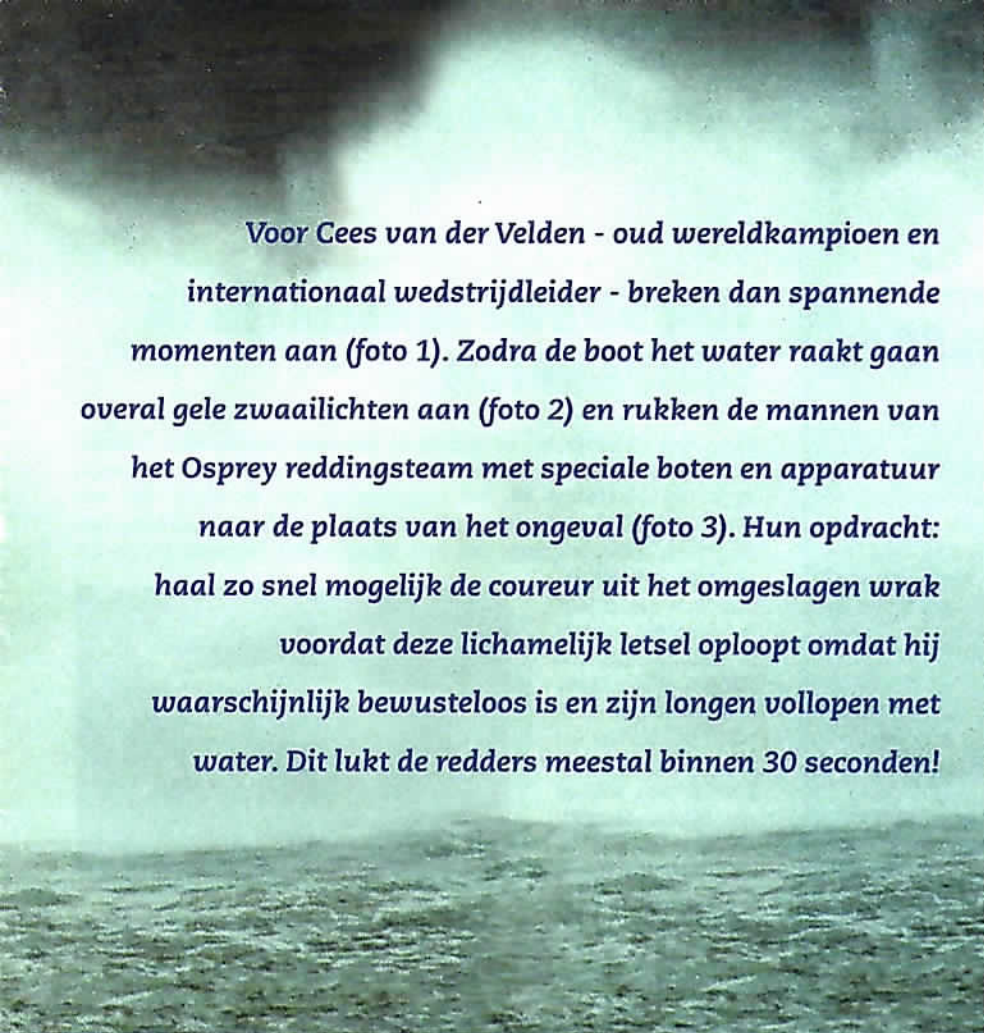 Voor Cees van der Velden - oud wereldkampioen en
internationaal wedstrijdleider - breken dan spannende
momenten aan (foto 1). Zodra de boot het water raakt gaan
overal gele zwaailichten aan (foto 2) en rukken de mannen van
het Osprey reddingsteam met speciale boten en apparatuur
naar de plaats van het ongeval (foto 3). Hun opdracht:
haal zo snel mogelijk de coureur uit het omgeslagen wrak
voordat deze lichamelijk letsel oploopt omdat hij
waarschijnlijk bewusteloos is en zijn longen vollopen met
water. Dit lukt de redders meestal binnen 30 seconden!